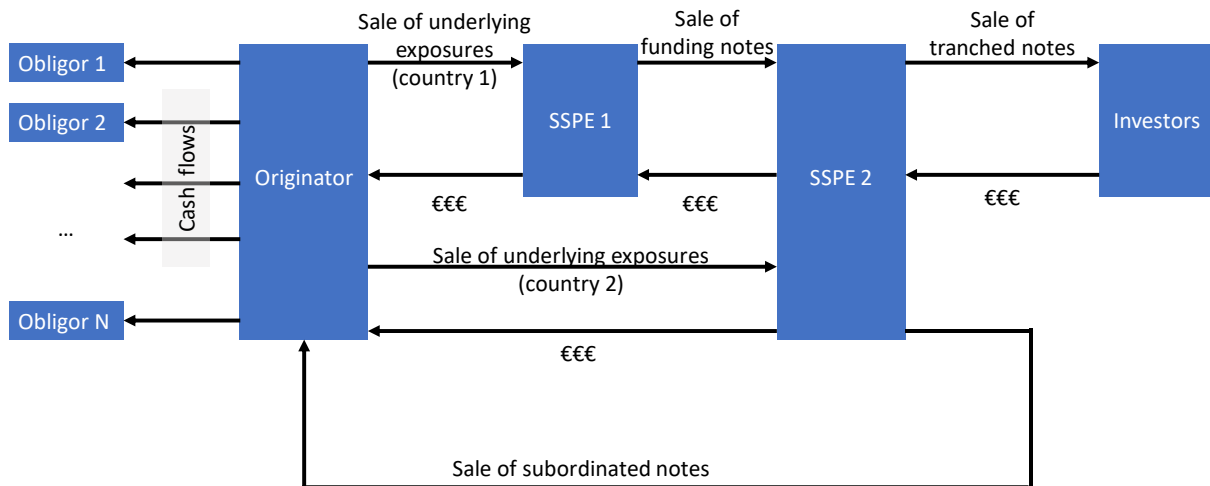 Sale of underlying
exposures
(country 1)
Sale of
funding notes
Sale of
tranched notes
Obligor 1
Obligor 2
...
Obligor N
Cash flows
Originator
SSPE 1
SSPE 2
Investors
€€€
€€€
€€€
Sale of underlying exposures
(country 2)
€€€
Sale of subordinated notes